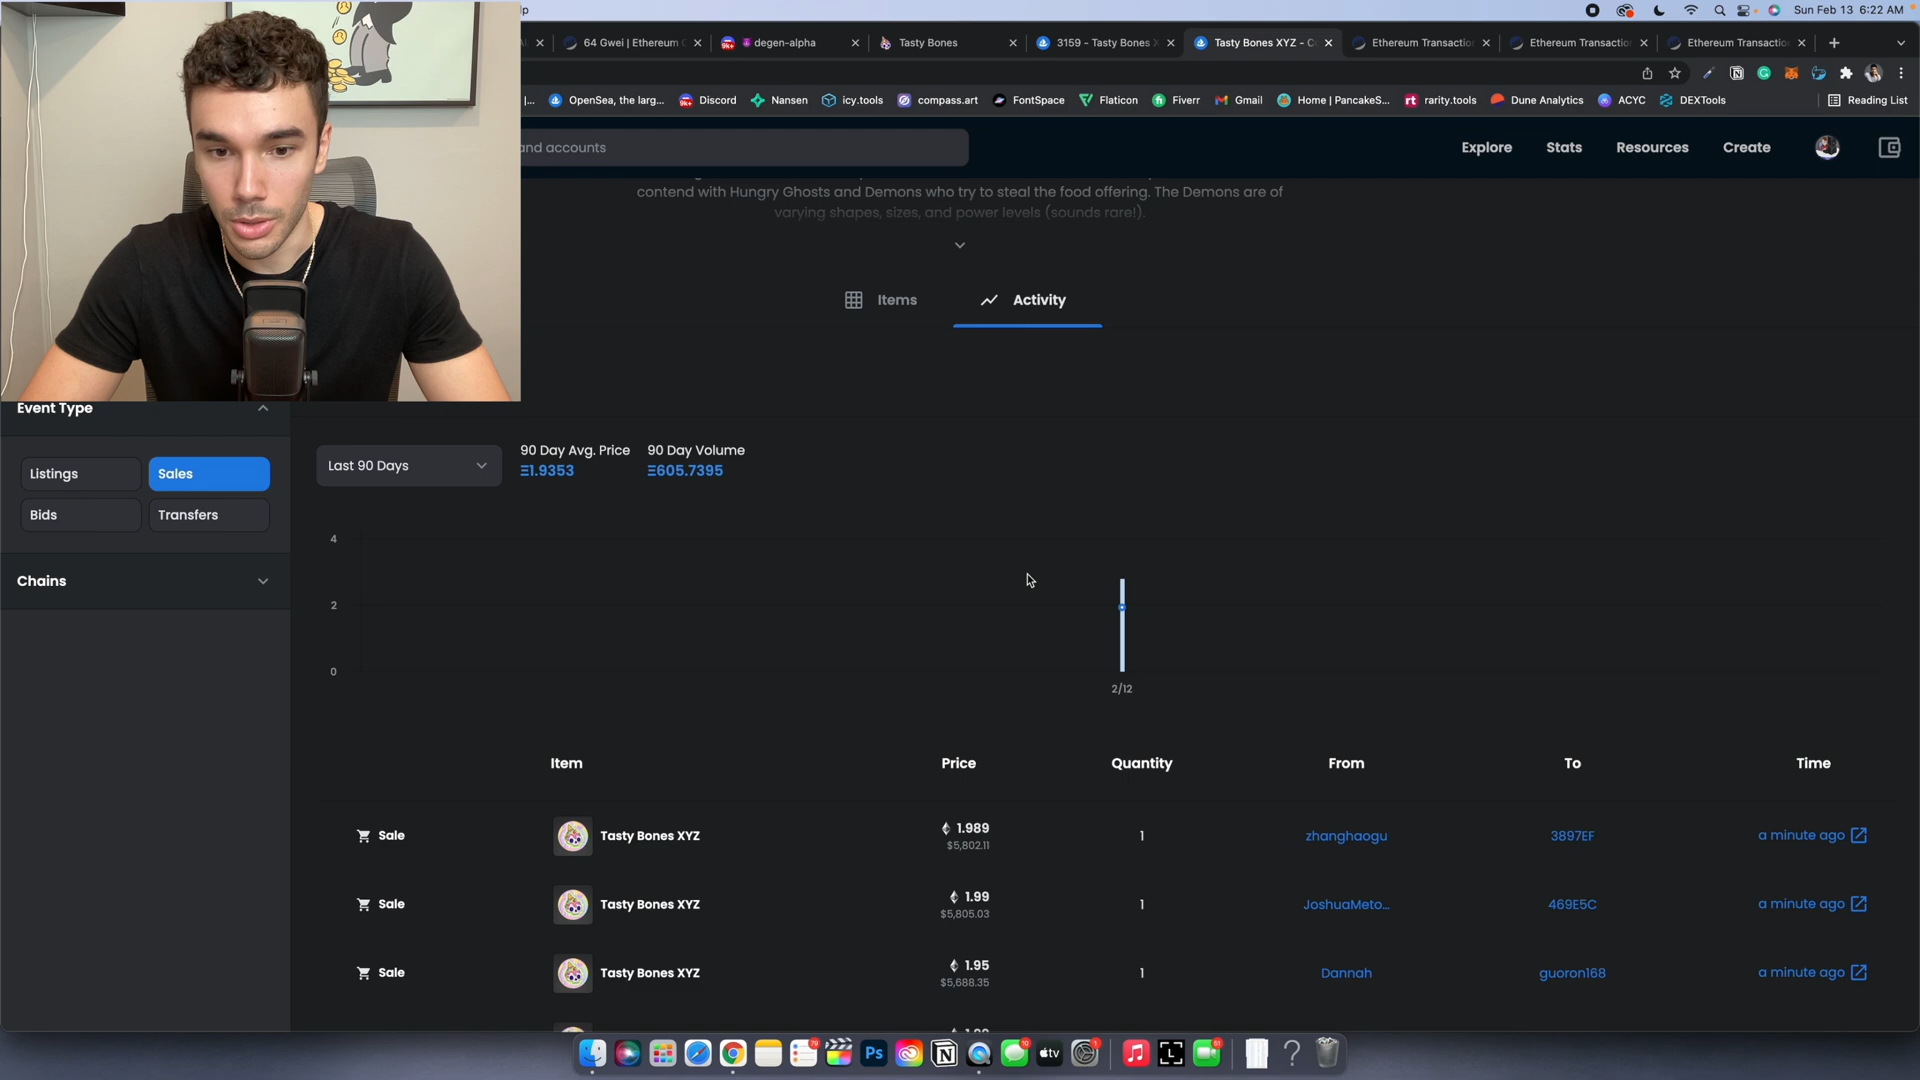 Sun Feb 13 6:22 AM
64 Gwei | Ethereum
9k+ degen-alpha
Tasty Bones
3159 - Tasty Bones X
Tasty Bones XYZ - C
Ethereum Transactio
Ethereum Transactio
Ethereum Transactio
OpenSea, the larg...
9k+ Discord
Nansen
icy.tools
compass.art
FontSpace
Flaticon
Fiverr
Gmail
Home | PancakeS...
rt rarity.tools
Dune Analytics
ACYC
DEXTools
Reading List
and accounts
Explore
Stats
Resources
Create
contend with Hungry Ghosts and Demons who try to steal the food offering. The Demons are of
varying shapes, sizes, and power levels (sounds rare!).
Items
Activity
Event Type
Listings
Sales
Bids
Transfers
Chains
Last 90 Days
90 Day Avg. Price
Ξ1.9353
90 Day Volume
Ξ605.7395
4
2
0
2/12
Item Price Quantity From To Time
Sale Tasty Bones XYZ 1.989 1 zhanghaogu 3897EF a minute ago
$5,802.11
Sale Tasty Bones XYZ 1.99 1 JoshuaMeto... 469E5C a minute ago
$5,805.03
Sale Tasty Bones XYZ 1.95 1 Dannah guoron168 a minute ago
$5,688.35